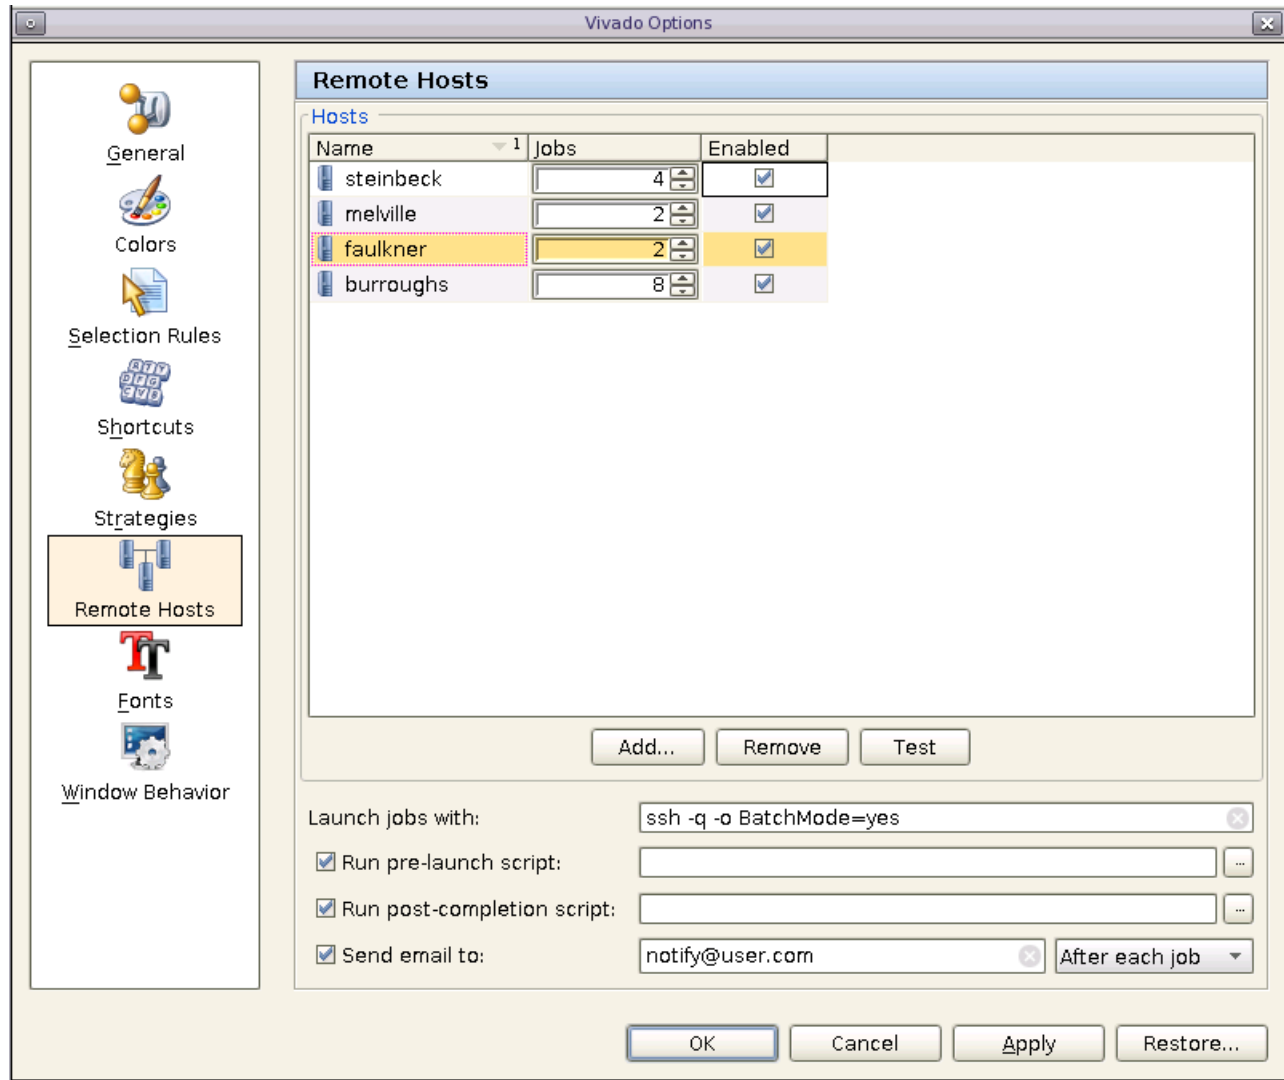 Vivado Options
General
Colors
Selection Rules
Shortcuts
Strategies
Remote Hosts
Fonts
Window Behavior
Remote Hosts
Hosts
Name 1 Jobs Enabled
steinbeck 4
melville 2
faulkner 2
burroughs 8
Add... Remove Test
Launch jobs with: ssh -q -o BatchMode=yes
Run pre-launch script: ...
Run post-completion script: ...
Send email to: notify@user.com After each job
OK Cancel Apply Restore...